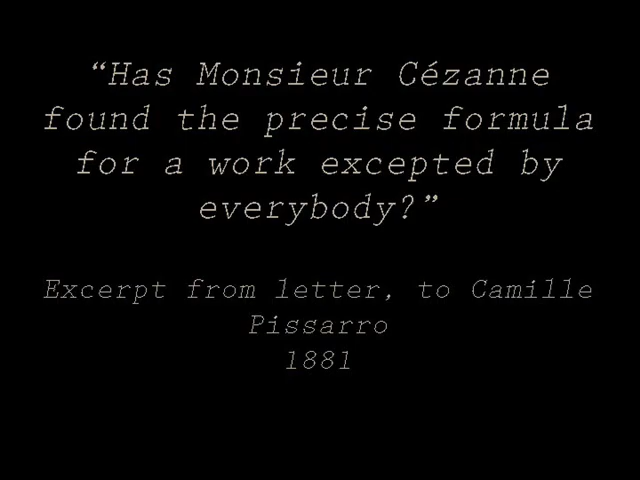 “Has Monsieur Cézanne
found the precise formula
for a work excepted by
everybody?”
Excerpt from letter, to Camille
Pissarro
1881